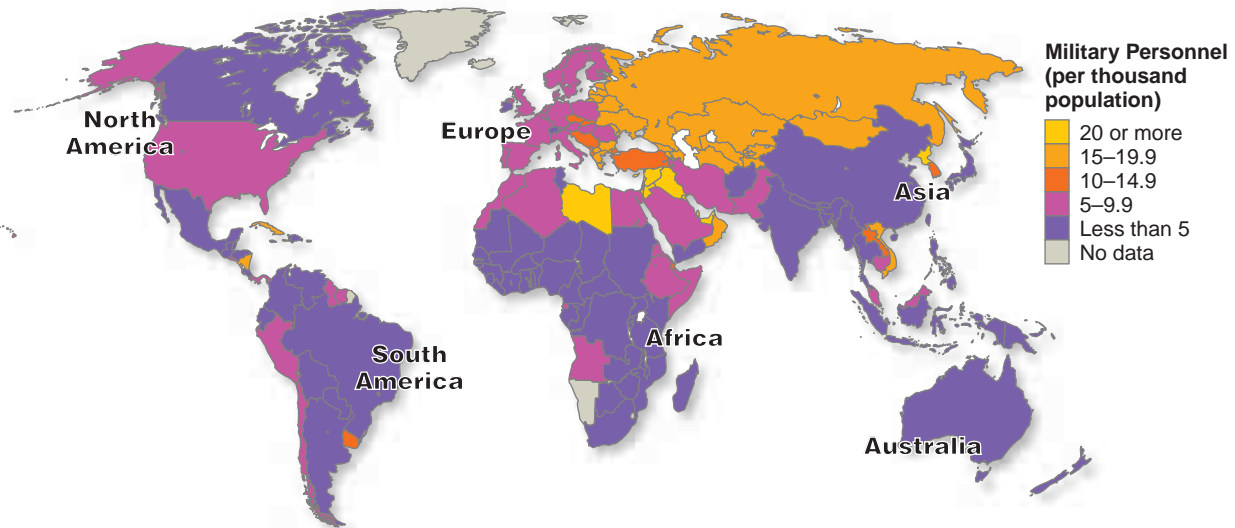 Military Personnel
(per thousand
population)
20 or more
15–19.9
10–14.9
5–9.9
Less than 5
No data
North
America
Europe
Asia
Africa
South
America
Australia